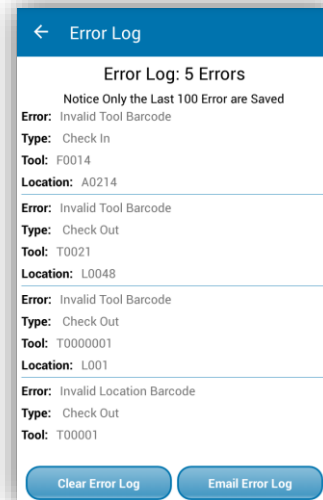 Error Log
Error Log: 5 Errors
Notice Only the Last 100 Error are Saved
Error: Invalid Tool Barcode
Type: Check In
Tool: F0014
Location: A0214
Error: Invalid Tool Barcode
Type: Check Out
Tool: T0021
Location: L0048
Error: Invalid Tool Barcode
Type: Check Out
Tool: T0000001
Location: L001
Error: Invalid Location Barcode
Type: Check Out
Tool: T00001
Clear Error Log Email Error Log